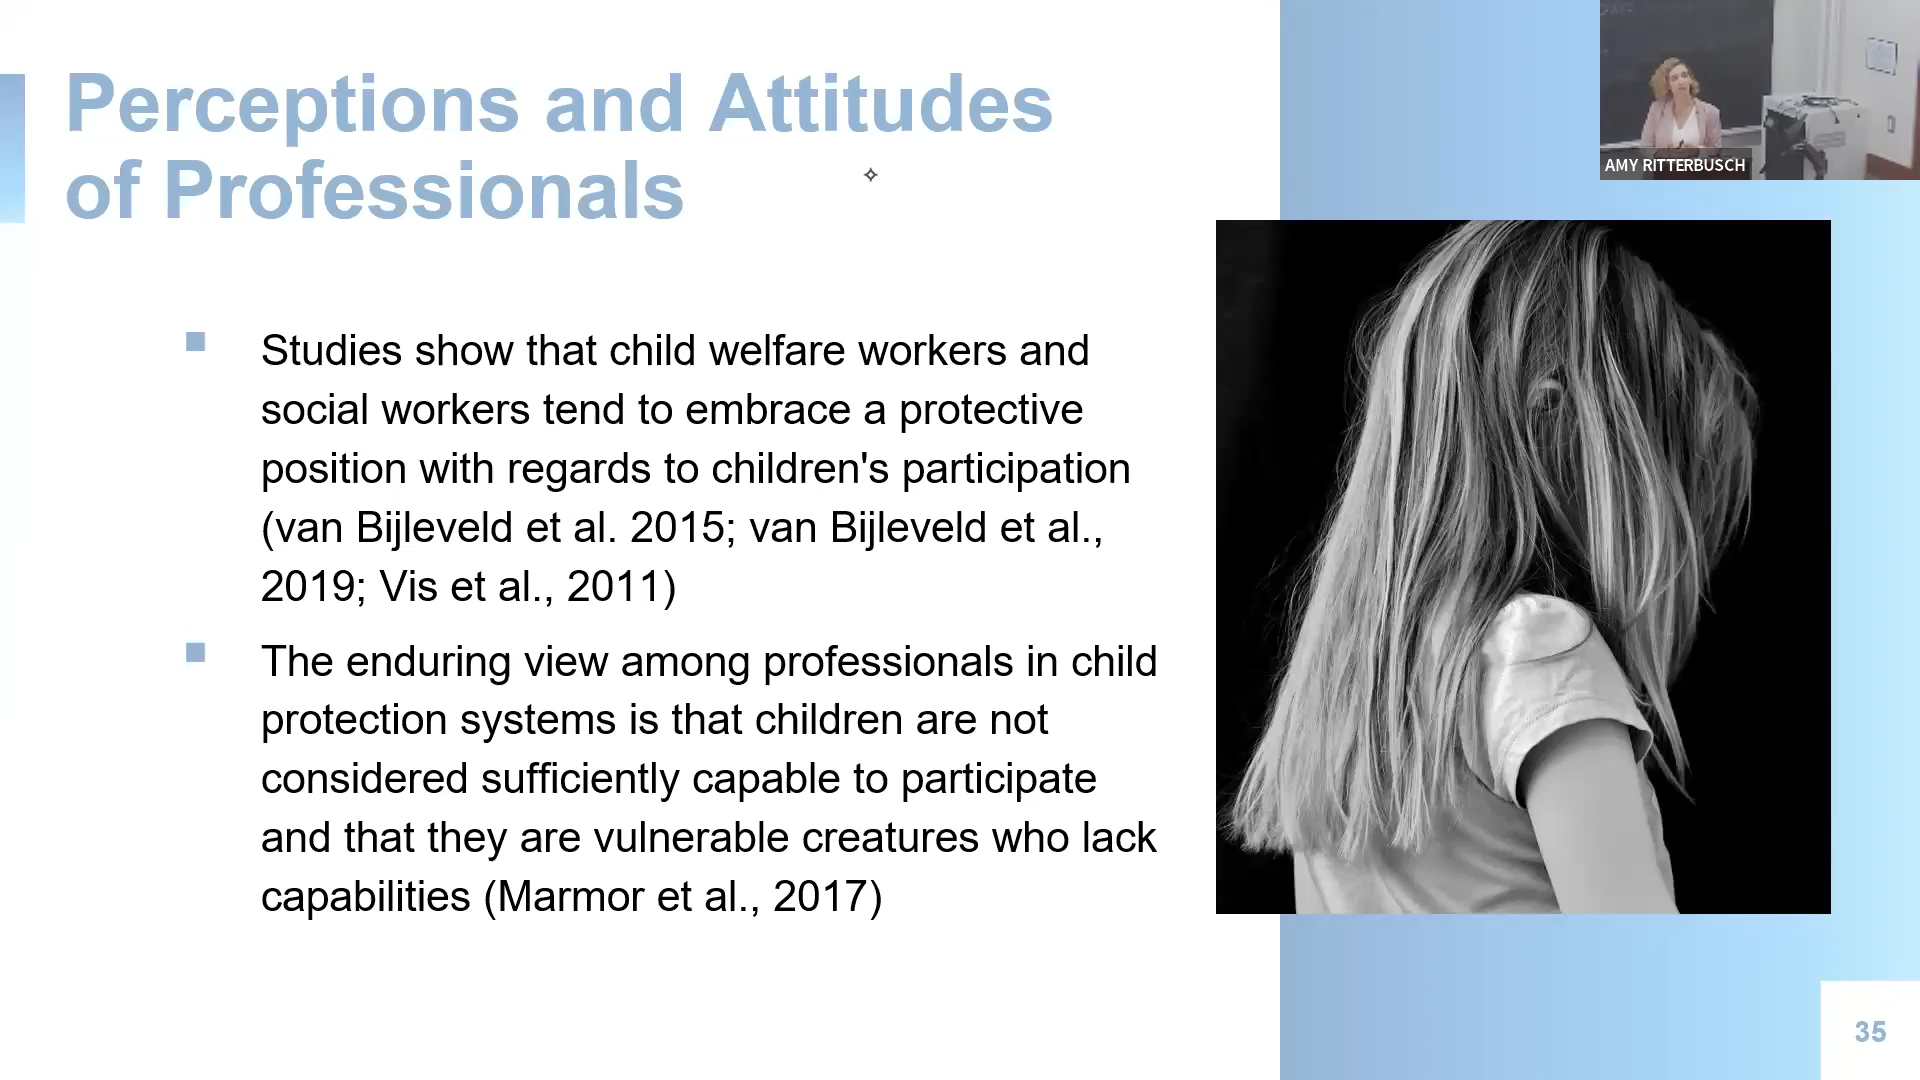 Perceptions and Attitudes
of Professionals
AMY RITTERBUSCH
Studies show that child welfare workers and
social workers tend to embrace a protective
position with regards to children's participation
(van Bijleveld et al. 2015; van Bijleveld et al.,
2019; Vis et al., 2011)
The enduring view among professionals in child
protection systems is that children are not
considered sufficiently capable to participate
and that they are vulnerable creatures who lack
capabilities (Marmor et al., 2017)
35